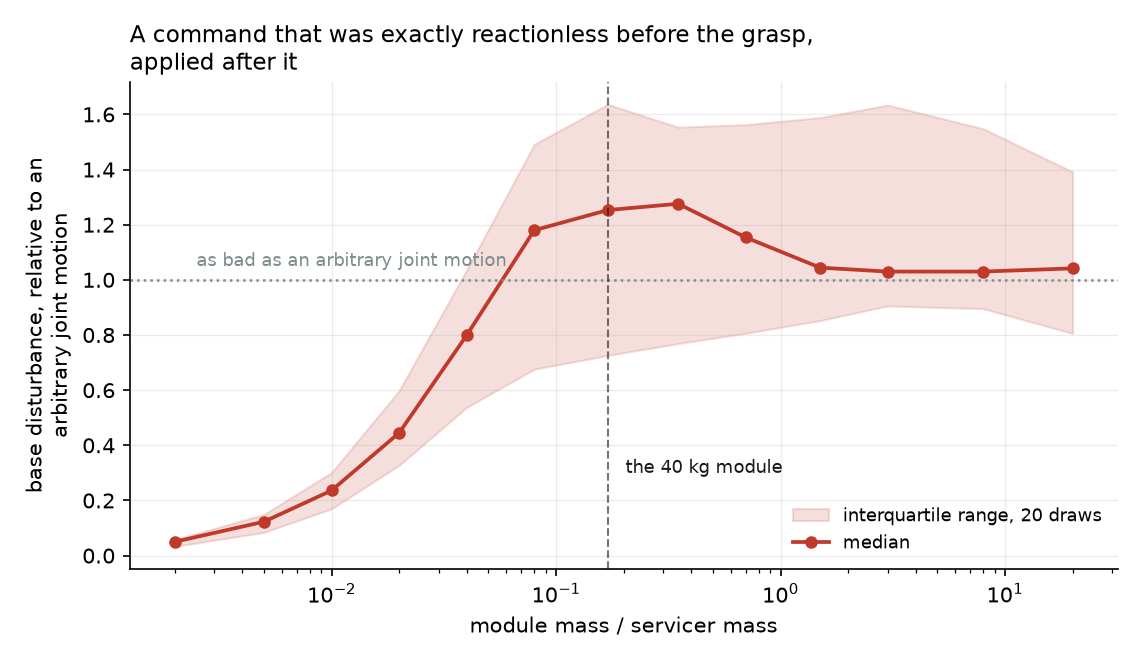 A command that was exactly reactionless before the grasp,
applied after it
base disturbance, relative to an
arbitrary joint motion
1.6
1.4
1.2
1.0
0.8
0.6
0.4
0.2
0.0
as bad as an arbitrary joint motion
the 40 kg module
interquartile range, 20 draws
median
10⁻² 10⁻¹ 10⁰ 10¹
module mass / servicer mass